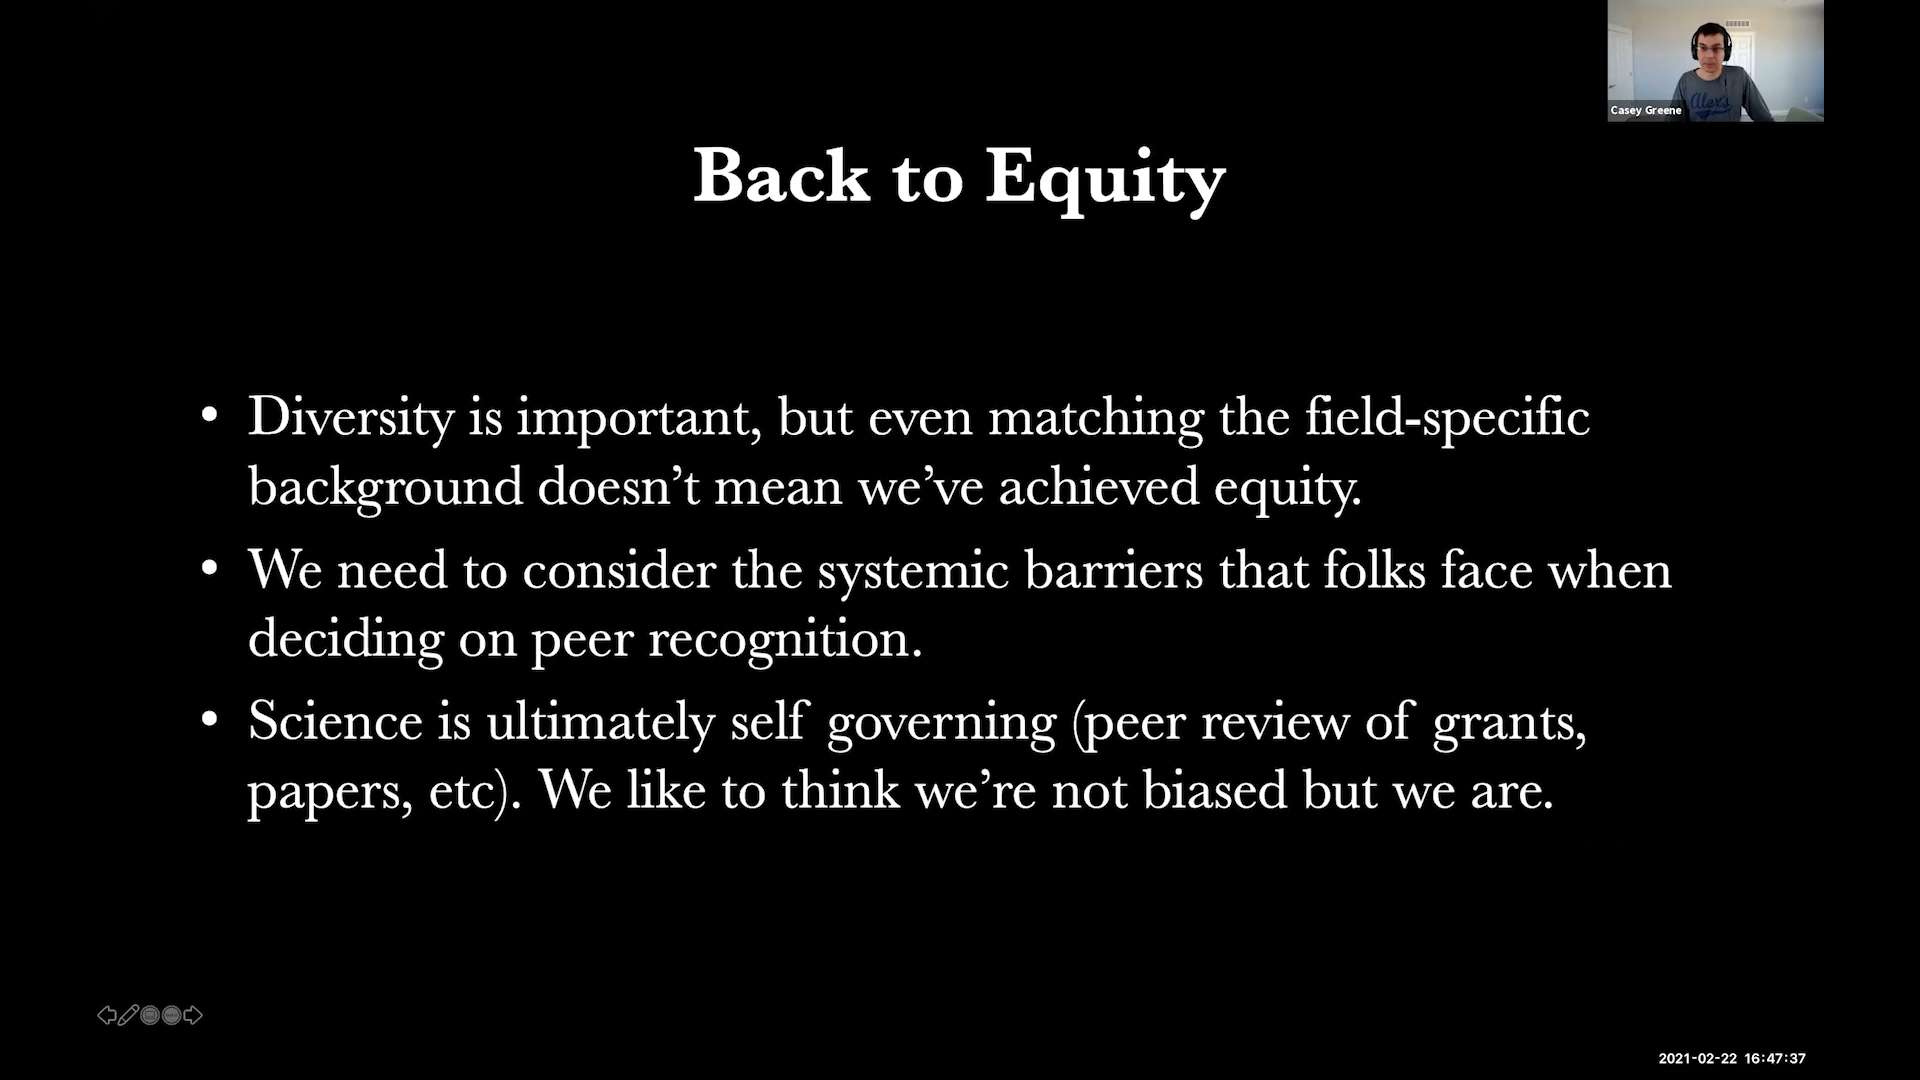 Casey Greene
Alex's
Back to Equity
• Diversity is important, but even matching the field-specific
background doesn’t mean we’ve achieved equity.
• We need to consider the systemic barriers that folks face when
deciding on peer recognition.
• Science is ultimately self governing (peer review of grants,
papers, etc). We like to think we’re not biased but we are.
2021-02-22 16:47:37